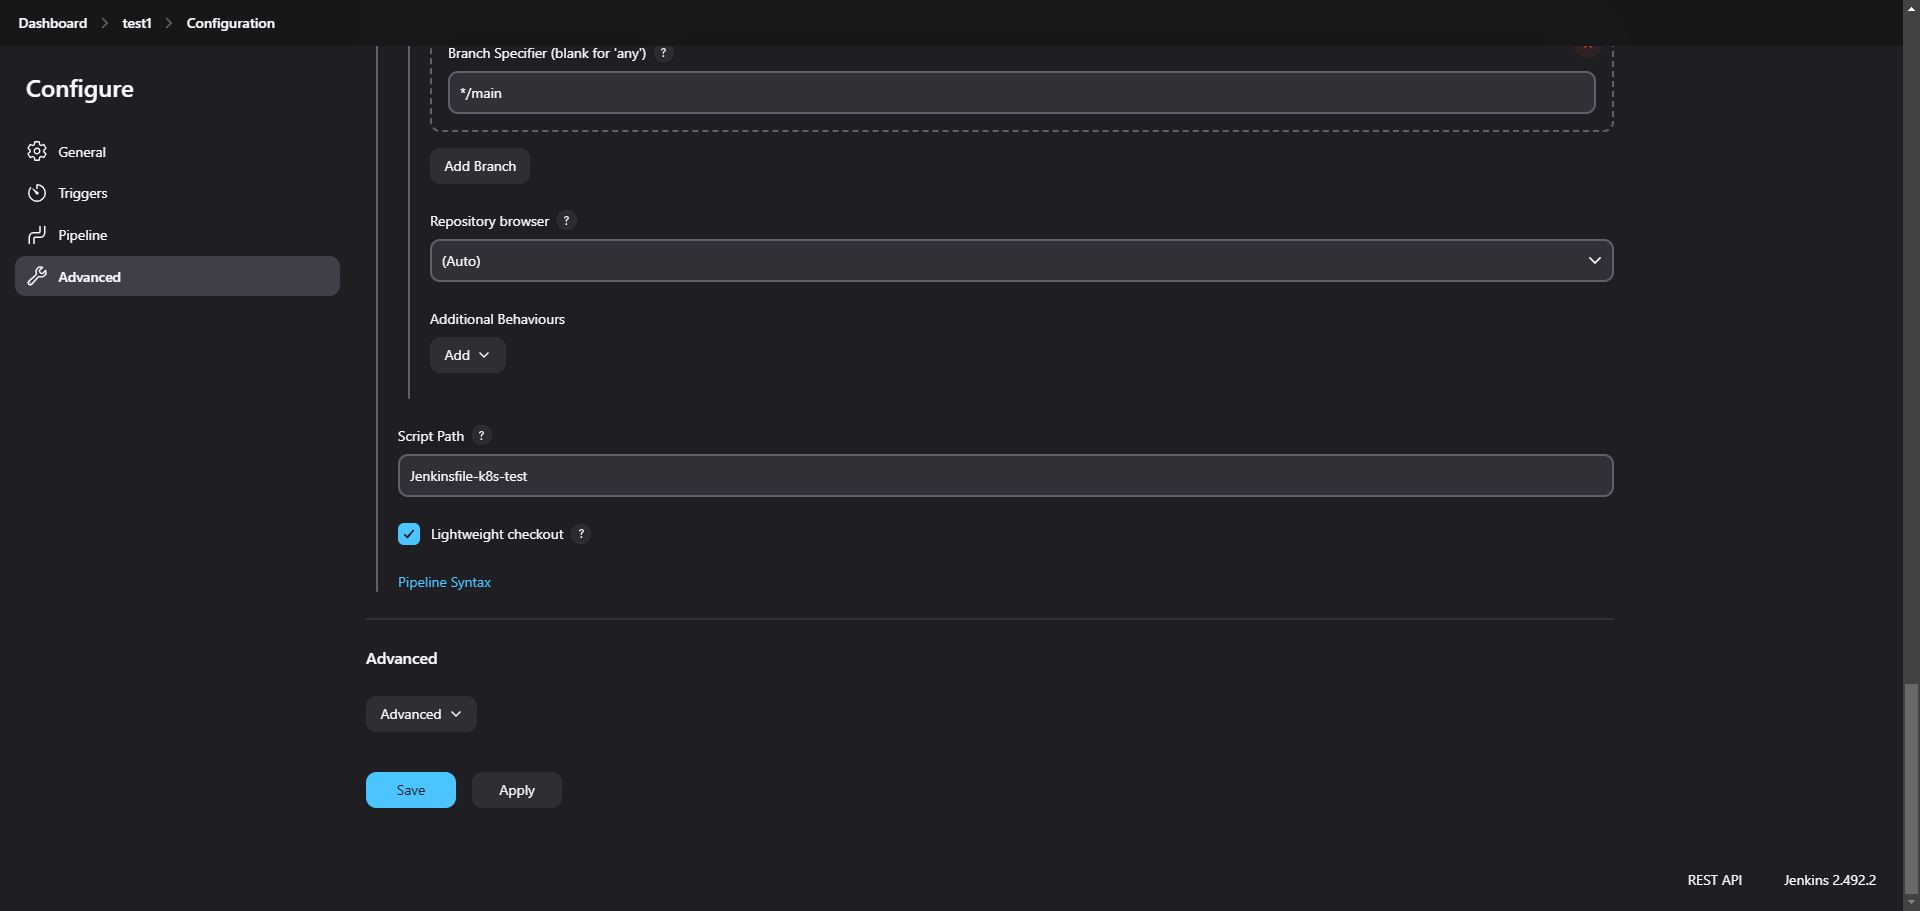 Dashboard > test1 > Configuration
Configure
General
Triggers
Pipeline
Advanced
Branch Specifier (blank for 'any') ?
*/main
Add Branch
Repository browser ?
(Auto)
Additional Behaviours
Add
Script Path ?
Jenkinsfile-k8s-test
Lightweight checkout ?
Pipeline Syntax
Advanced
Advanced
Save
Apply
REST API
Jenkins 2.492.2